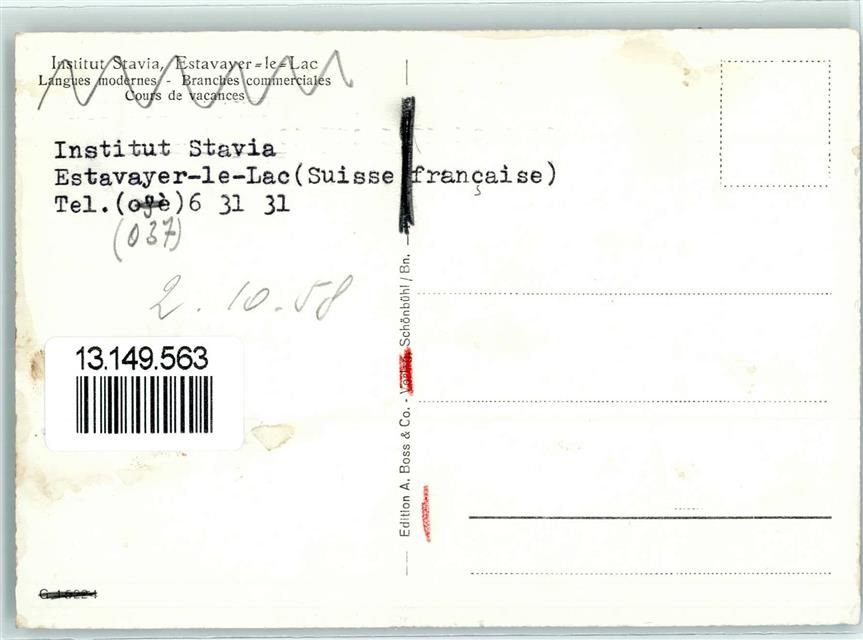 Institut Stavia, Estavayer=le=Lac
Langues modernes - Branches commerciales
Cours de vacances
Institut Stavia
Estavayer-le-Lac(Suisse française)
Tel.( )6 31 31
(037)
2. 10. 58
13.149.563
Edition A. Boss & Co. - Schönbühl / Bn.